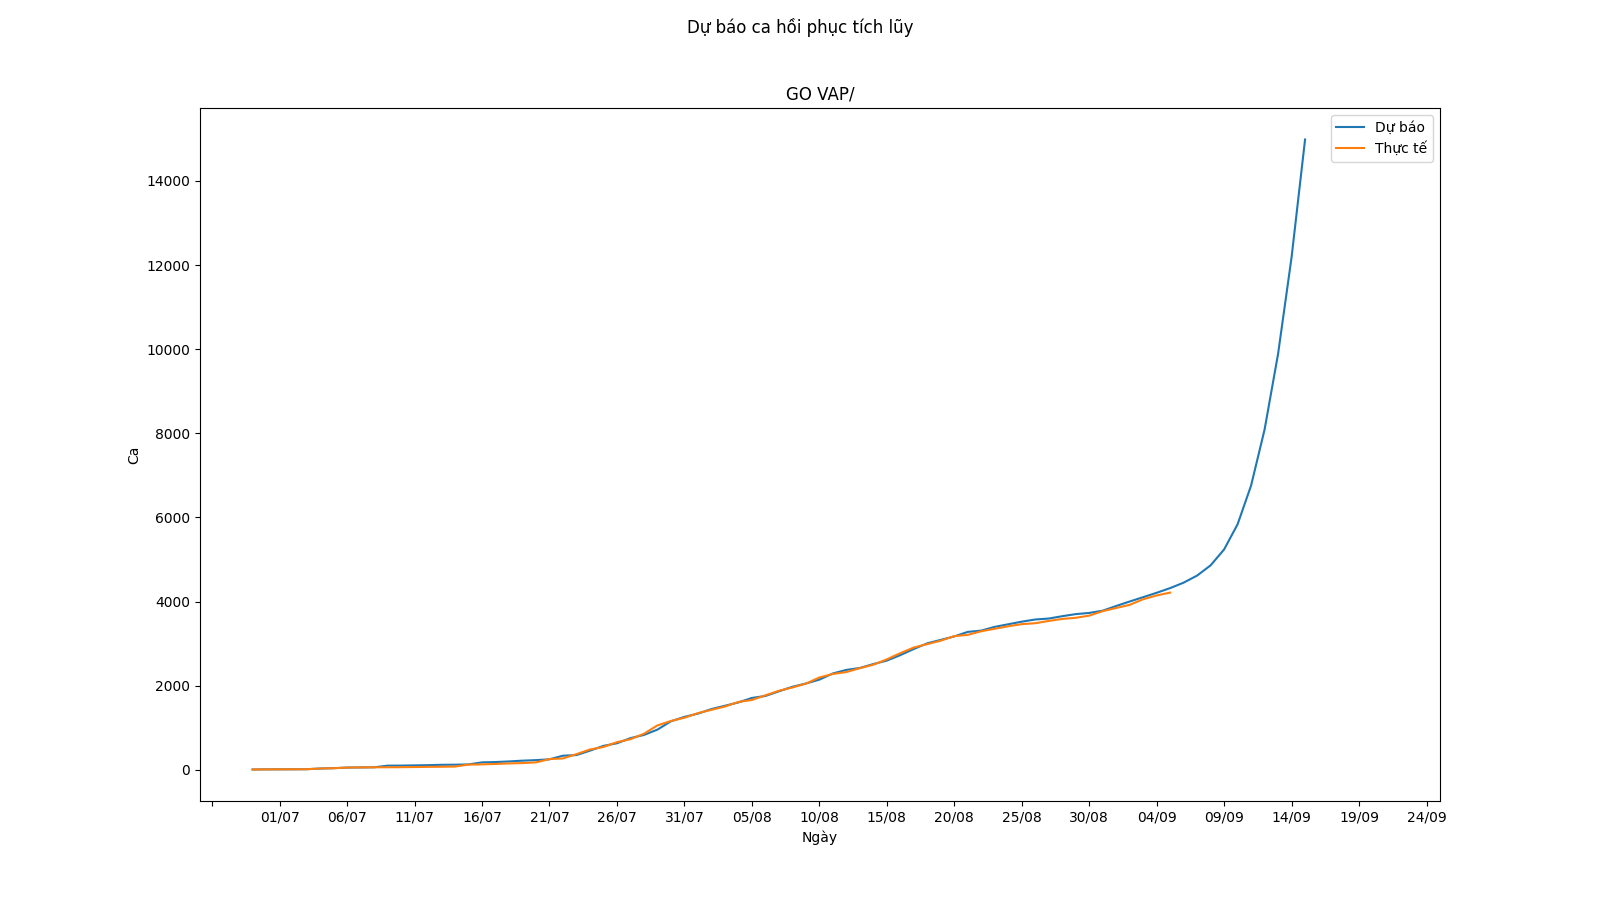 Dự báo ca hồi phục tích lũy
GO VAP/
Dự báo
Thực tế
14000
12000
10000
8000
6000
4000
2000
0
Ca
01/07 06/07 11/07 16/07 21/07 26/07 31/07 05/08 10/08 15/08 20/08 25/08 30/08 04/09 09/09 14/09 19/09 24/09
Ngày